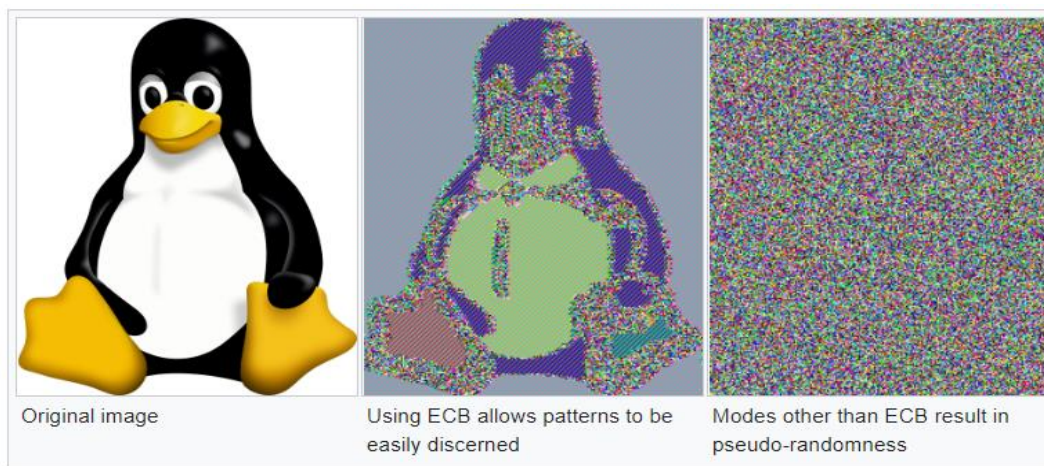 Original image
Using ECB allows patterns to be
easily discerned
Modes other than ECB result in
pseudo-randomness